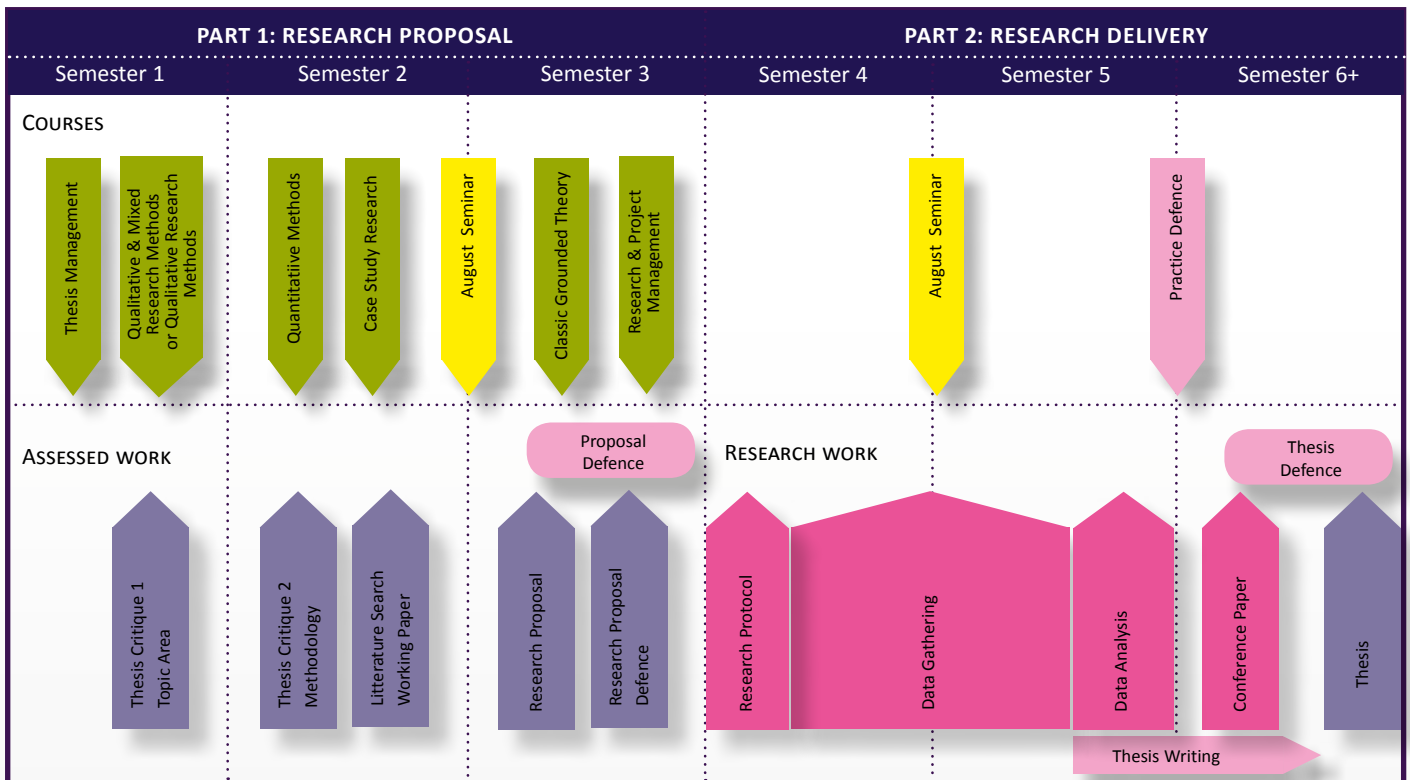 PART 1: RESEARCH PROPOSAL
PART 2: RESEARCH DELIVERY
Semester 1
Semester 2
Semester 3
Semester 4
Semester 5
Semester 6+
COURSES
Thesis Management
Qualitative & Mixed
Research Methods
or Qualitative Research
Methods
Quantitiative Methods
Case Study Research
August Seminar
Classic Grounded Theory
Research & Project
Management
August Seminar
Practice Defence
ASSESSED WORK
Proposal
Defence
RESEARCH WORK
Thesis
Defence
Thesis Critique 1
Topic Area
Thesis Critique 2
Methodology
Litterature Search
Working Paper
Research Proposal
Research Proposal
Defence
Research Protocol
Data Gathering
Data Analysis
Conference Paper
Thesis
Thesis Writing